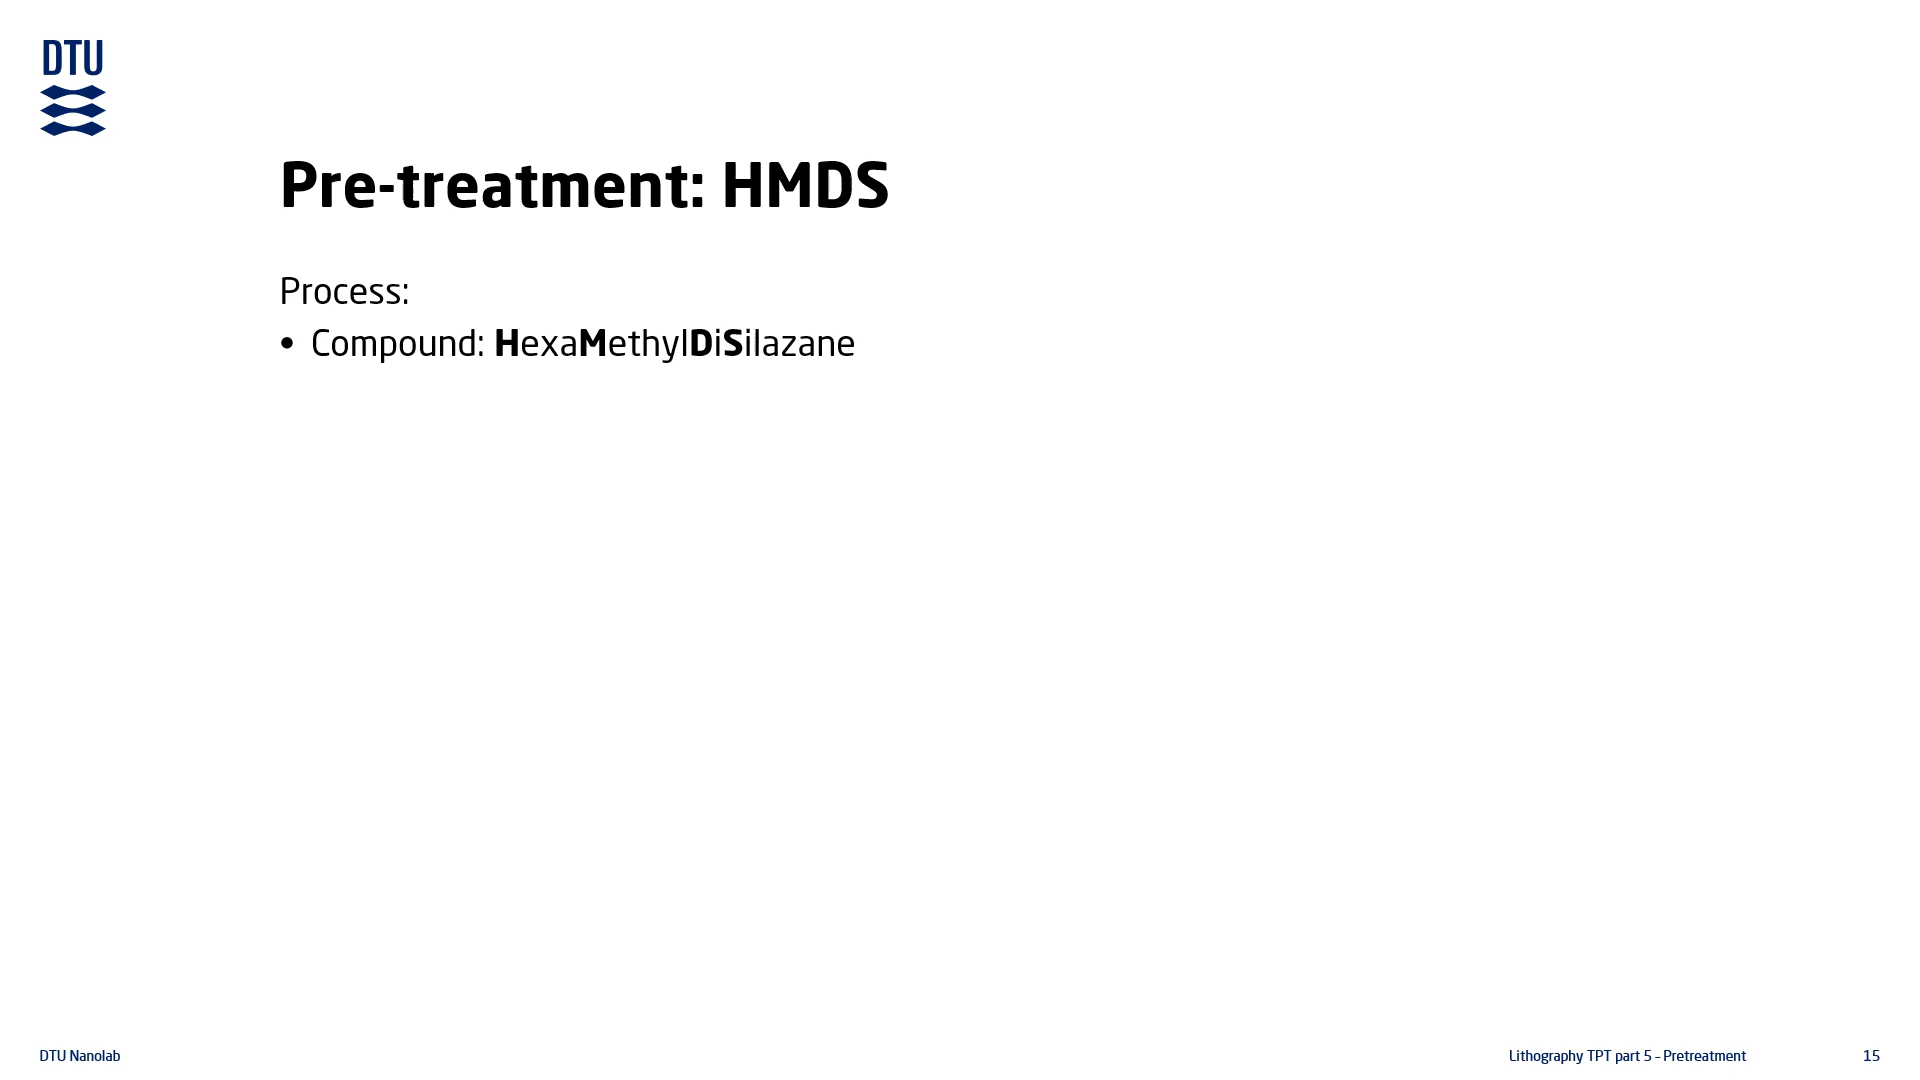 DTU
Pre-treatment: HMDS
Process:
• Compound: HexaMethylDiSilazane
DTU Nanolab
Lithography TPT part 5 – Pretreatment
15